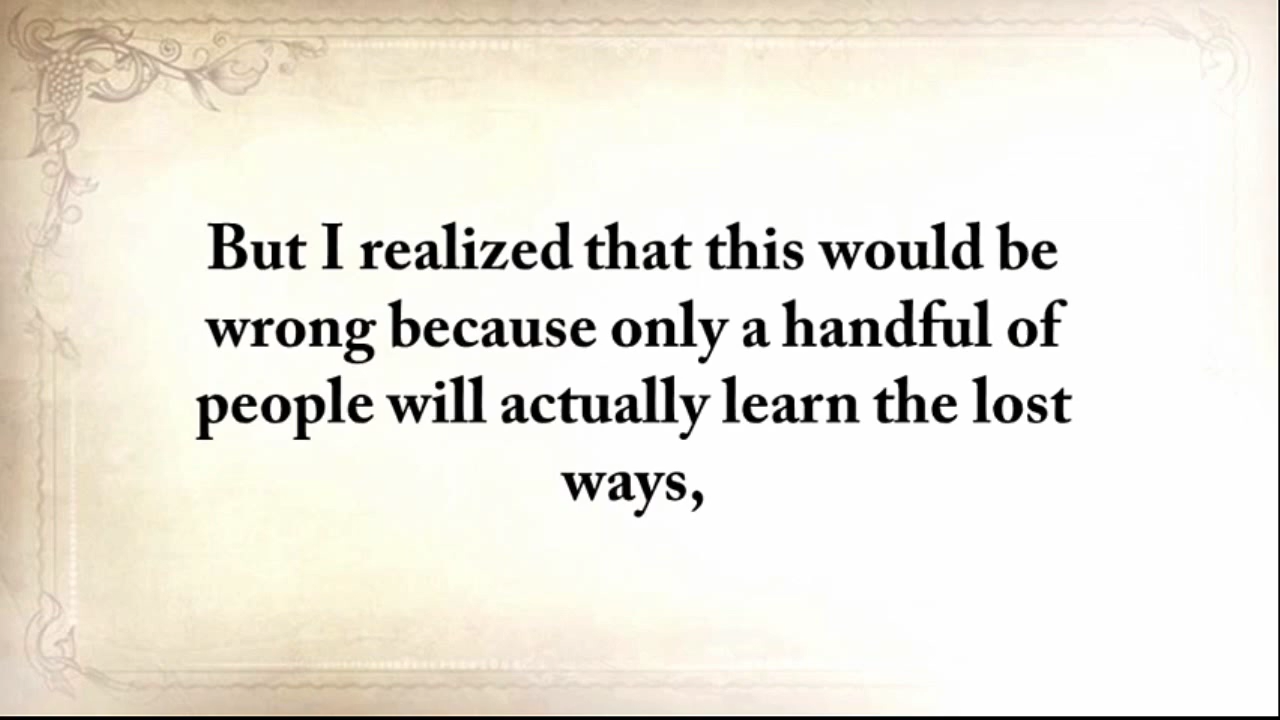 But I realized that this would be
wrong because only a handful of
people will actually learn the lost
ways,